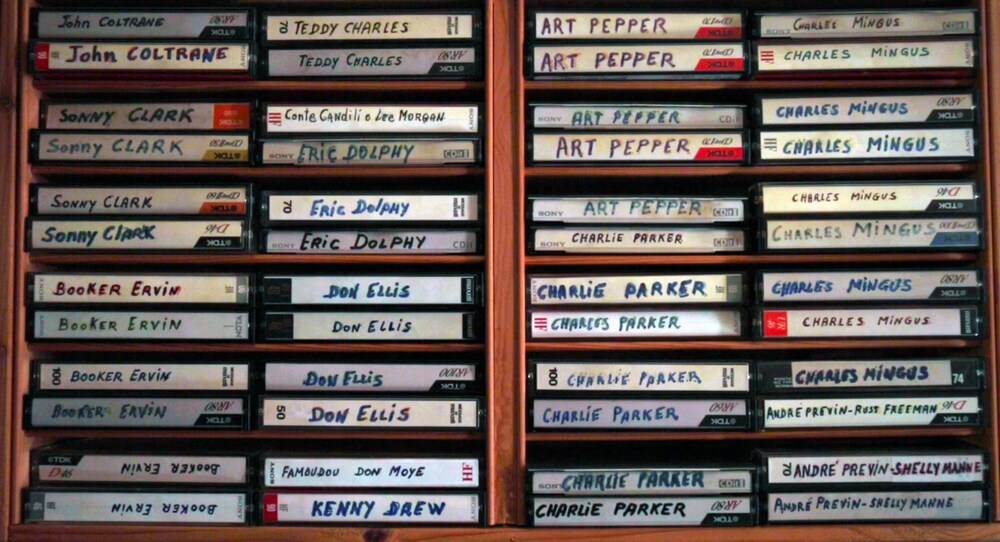 John COLTRANE
TEDDY CHARLES
ART PEPPER
CHARLES MINGUS
John COLTRANE
TEDDY CHARLES
ART PEPPER
CHARLES MINGUS
SONNY CLARK
Conte Candili e Lee MORGAN
ART PEPPER
CHARLES MINGUS
Sonny CLARK
ERIC DOLPHY
ART PEPPER
CHARLES MINGUS
SONNY CLARK
ERIC DOLPHY
ART PEPPER
CHARLES MINGUS
Sonny CLARK
ERIC DOLPHY
CHARLIE PARKER
CHARLES MINGUS
BOOKER ERVIN
DON ELLIS
CHARLIE PARKER
CHARLES MINGUS
BOOKER ERVIN
DON ELLIS
CHARLES PARKER
CHARLES MINGUS
BOOKER ERVIN
DON ELLIS
CHARLIE PARKER
CHARLES MINGUS
BOOKER ERVIN
DON ELLIS
CHARLIE PARKER
ANDRÉ PREVIN-RUSS FREEMAN
BOOKER ERVIN
FAMOUDOU DON MOYE
CHARLIE PARKER
ANDRÉ PREVIN-SHELLY MANNE
BOOKER ERVIN
KENNY DREW
CHARLIE PARKER
ANDRÉ PREVIN-SHELLY MANNE